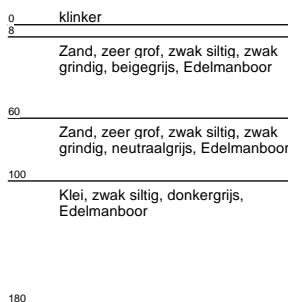 0 klinker
8
Zand, zeer grof, zwak siltig, zwak
grindig, beigegrijs, Edelmanboor
60
Zand, zeer grof, zwak siltig, zwak
grindig, neutraalgrijs, Edelmanboor
100
Klei, zwak siltig, donkergrijs,
Edelmanboor
180